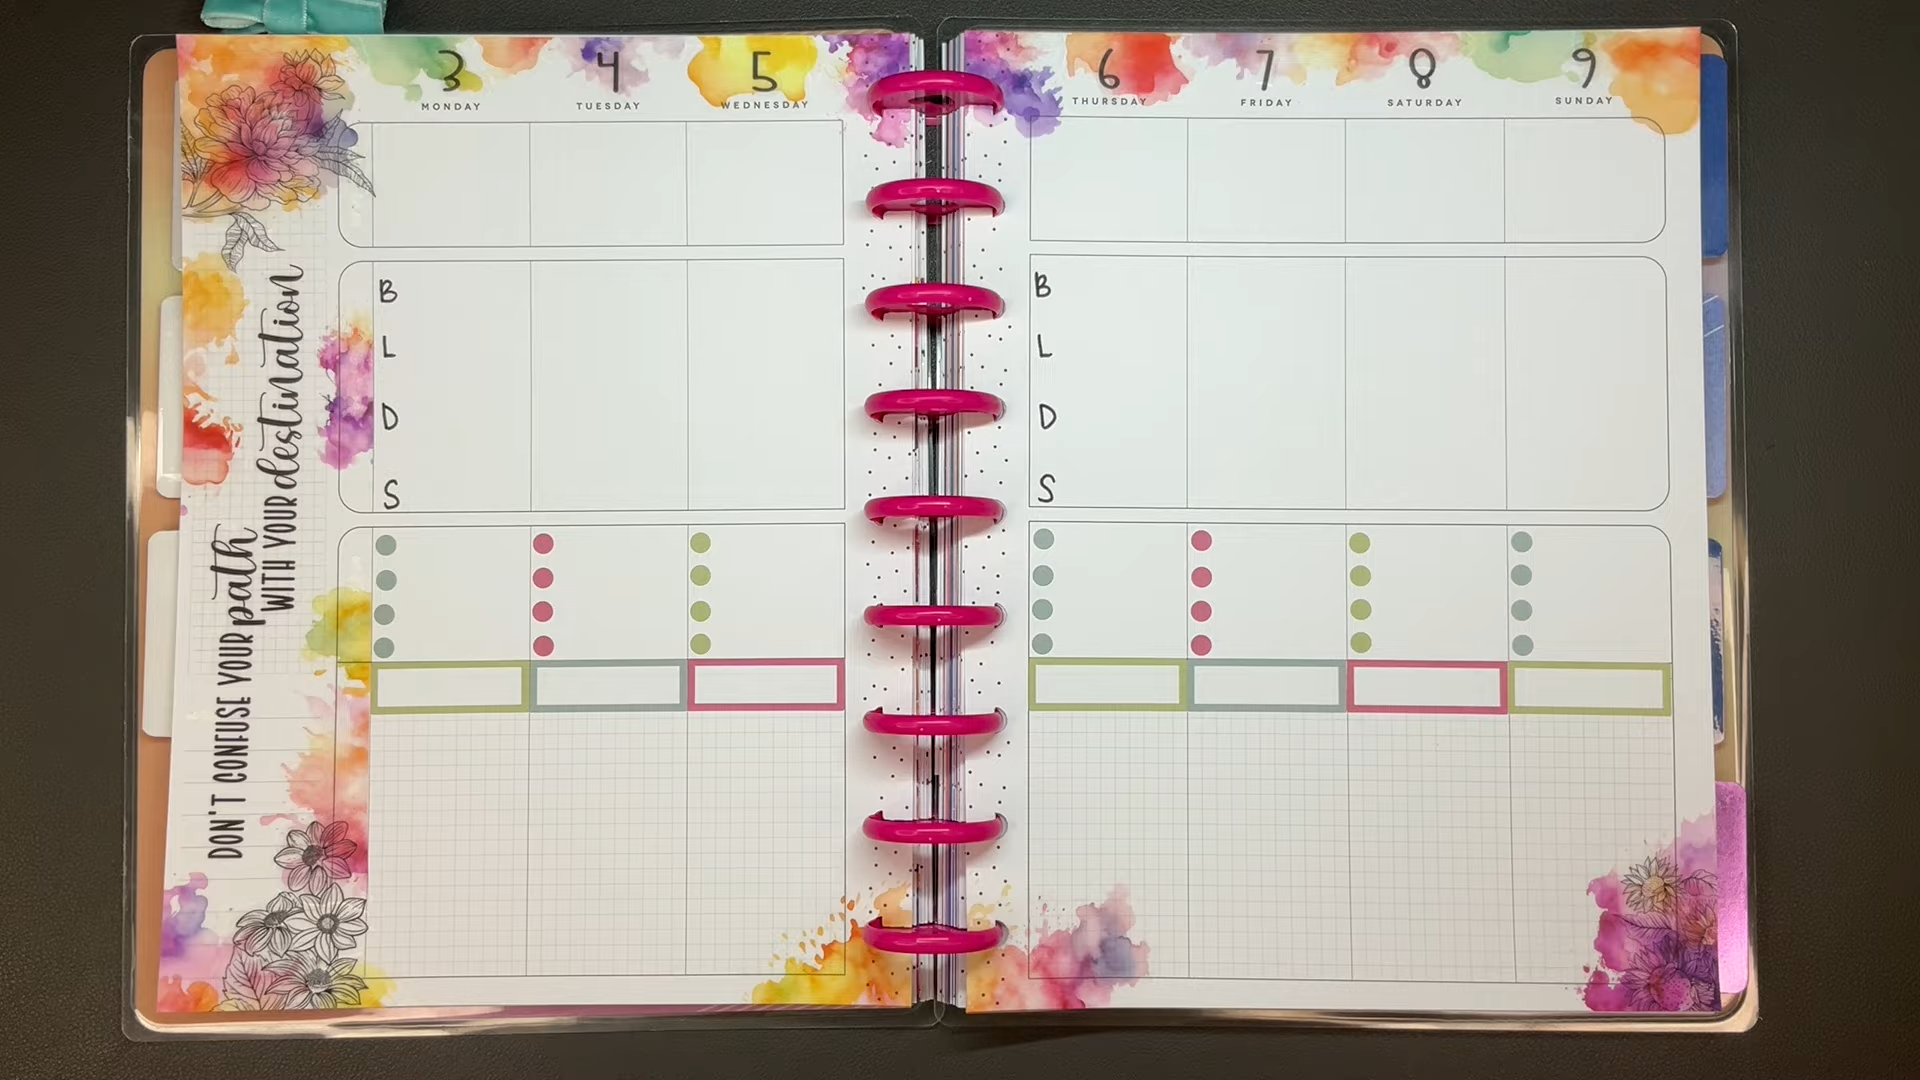 3 4 5 6 7 8 9
MONDAY TUESDAY WEDNESDAY THURSDAY FRIDAY SATURDAY SUNDAY
B B
L L
D D
S S
DON'T CONFUSE YOUR path
WITH YOUR destination